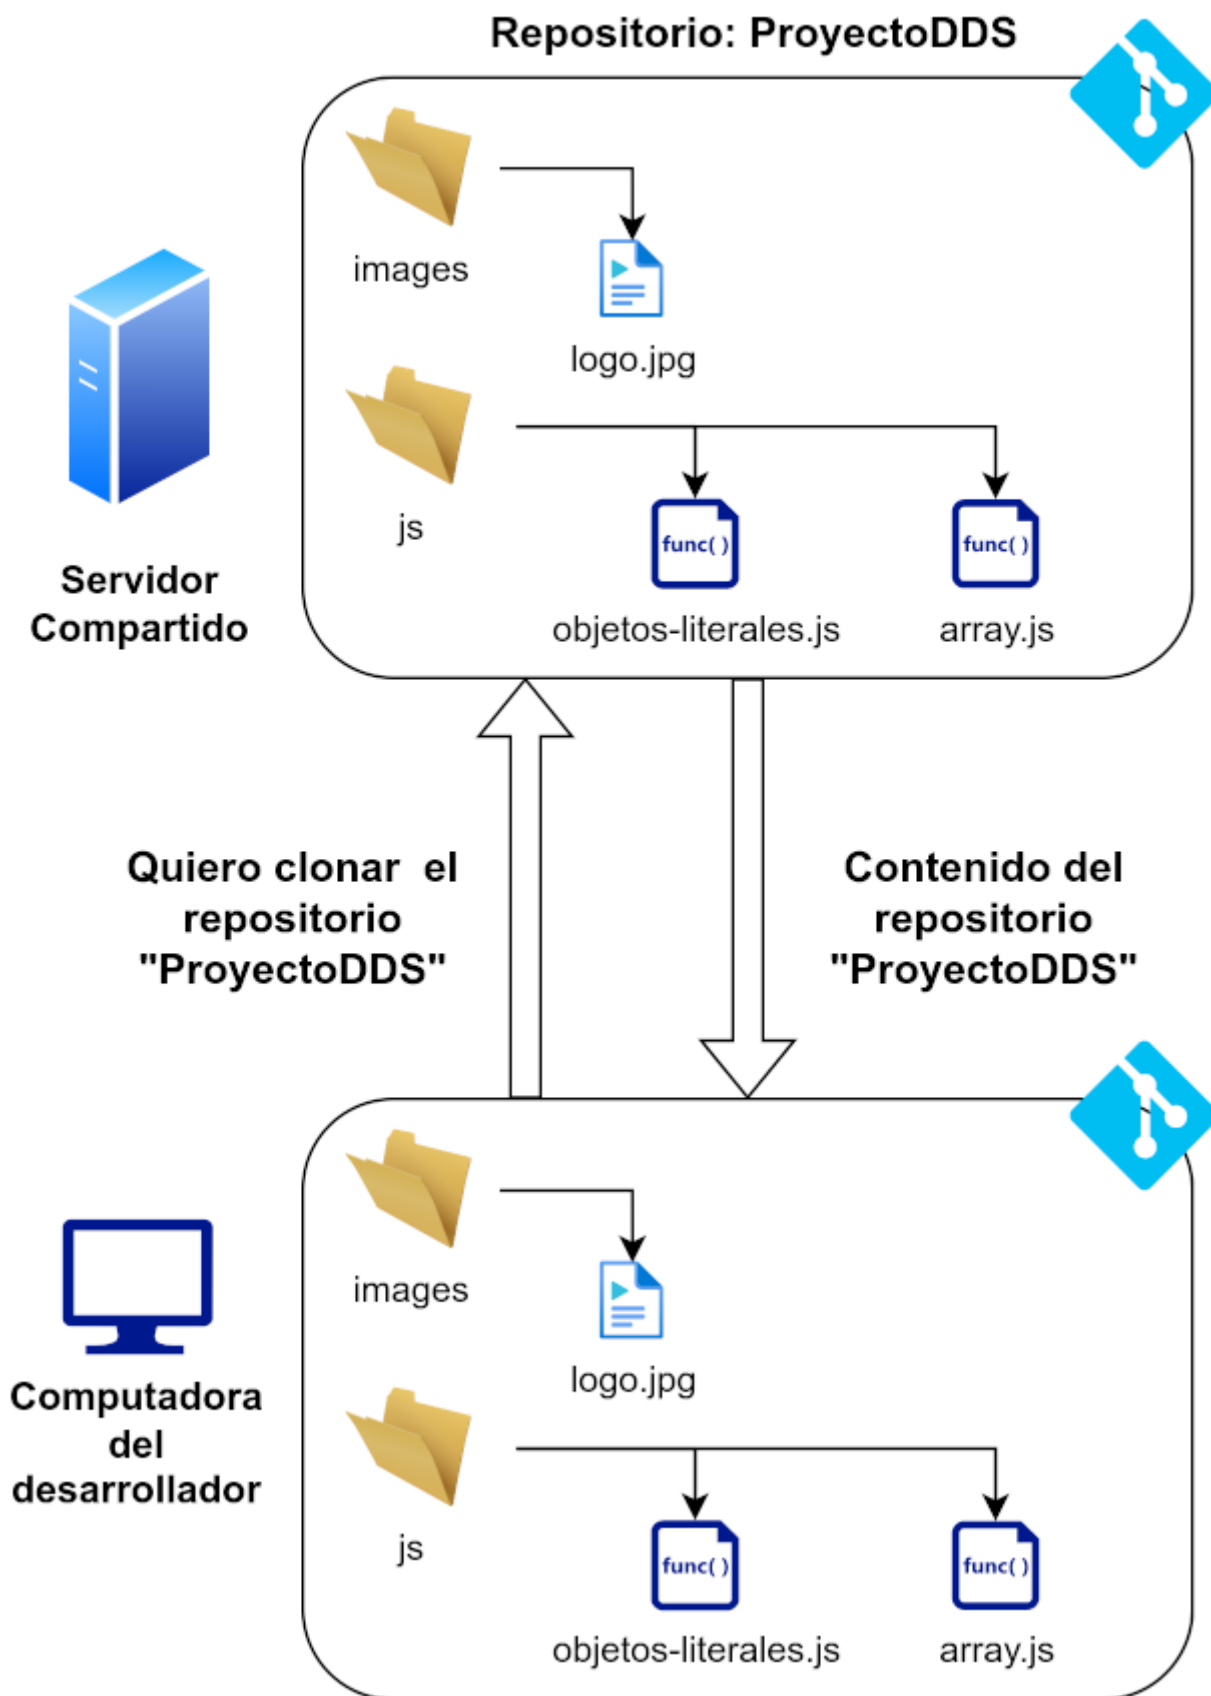 Repositorio: ProyectoDDS
images
logo.jpg
js
func( )
func( )
objetos-literales.js
array.js
Servidor
Compartido
Quiero clonar el
repositorio
"ProyectoDDS"
Contenido del
repositorio
"ProyectoDDS"
images
logo.jpg
js
func( )
func( )
objetos-literales.js
array.js
Computadora
del
desarrollador